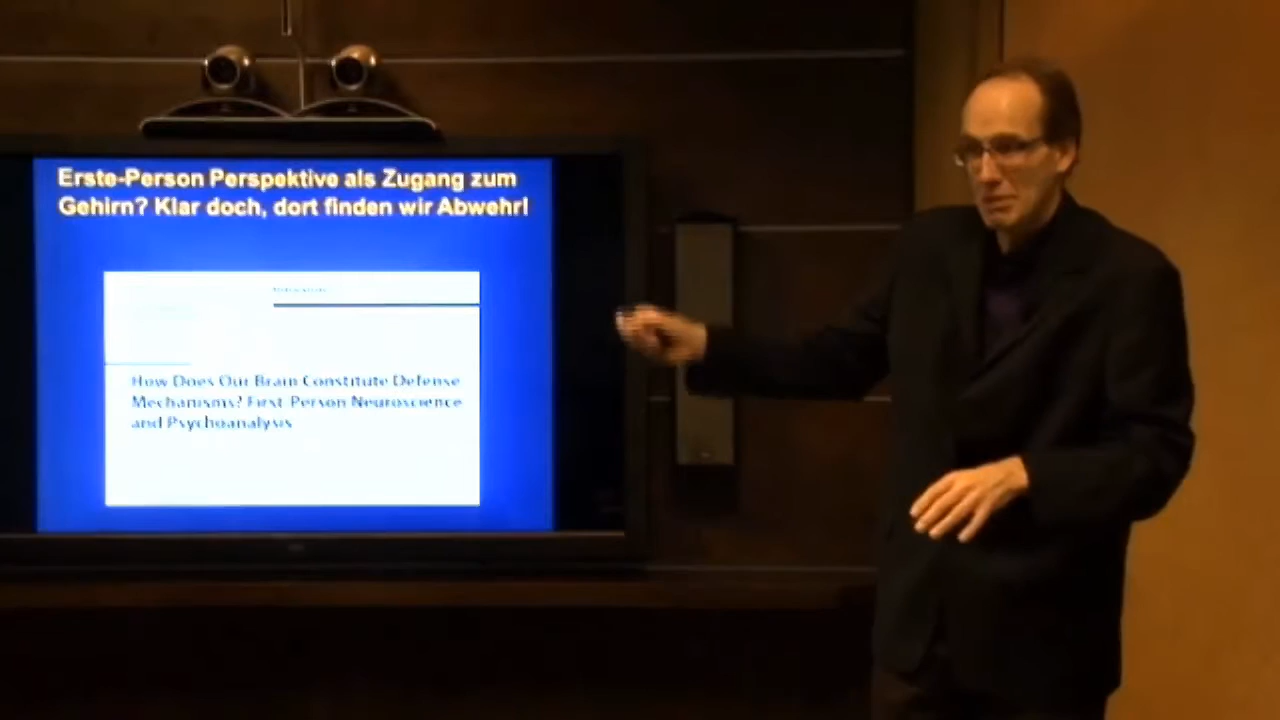 Erste-Person Perspektive als Zugang zum
Gehirn? Klar doch, dort finden wir Abwehr!
How Does Our Brain Constitute Defense
Mechanisms? First-Person Neuroscience
and Psychoanalysis